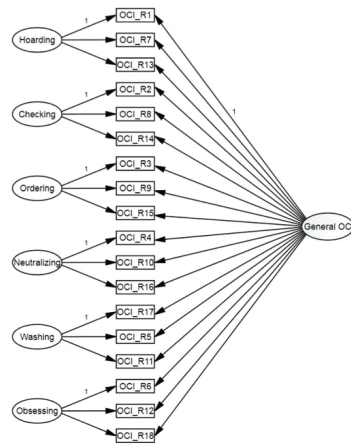 1
OCI_R1
Hoarding
OCI_R7
OCI_R13
1
OCI_R2
Checking
OCI_R8
OCI_R14
1
1
OCI_R3
Ordering
OCI_R9
OCI_R15
General OC
1
OCI_R4
Neutralizing
OCI_R10
OCI_R16
1
OCI_R17
Washing
OCI_R5
OCI_R11
1
OCI_R6
Obsessing
OCI_R12
OCI_R18